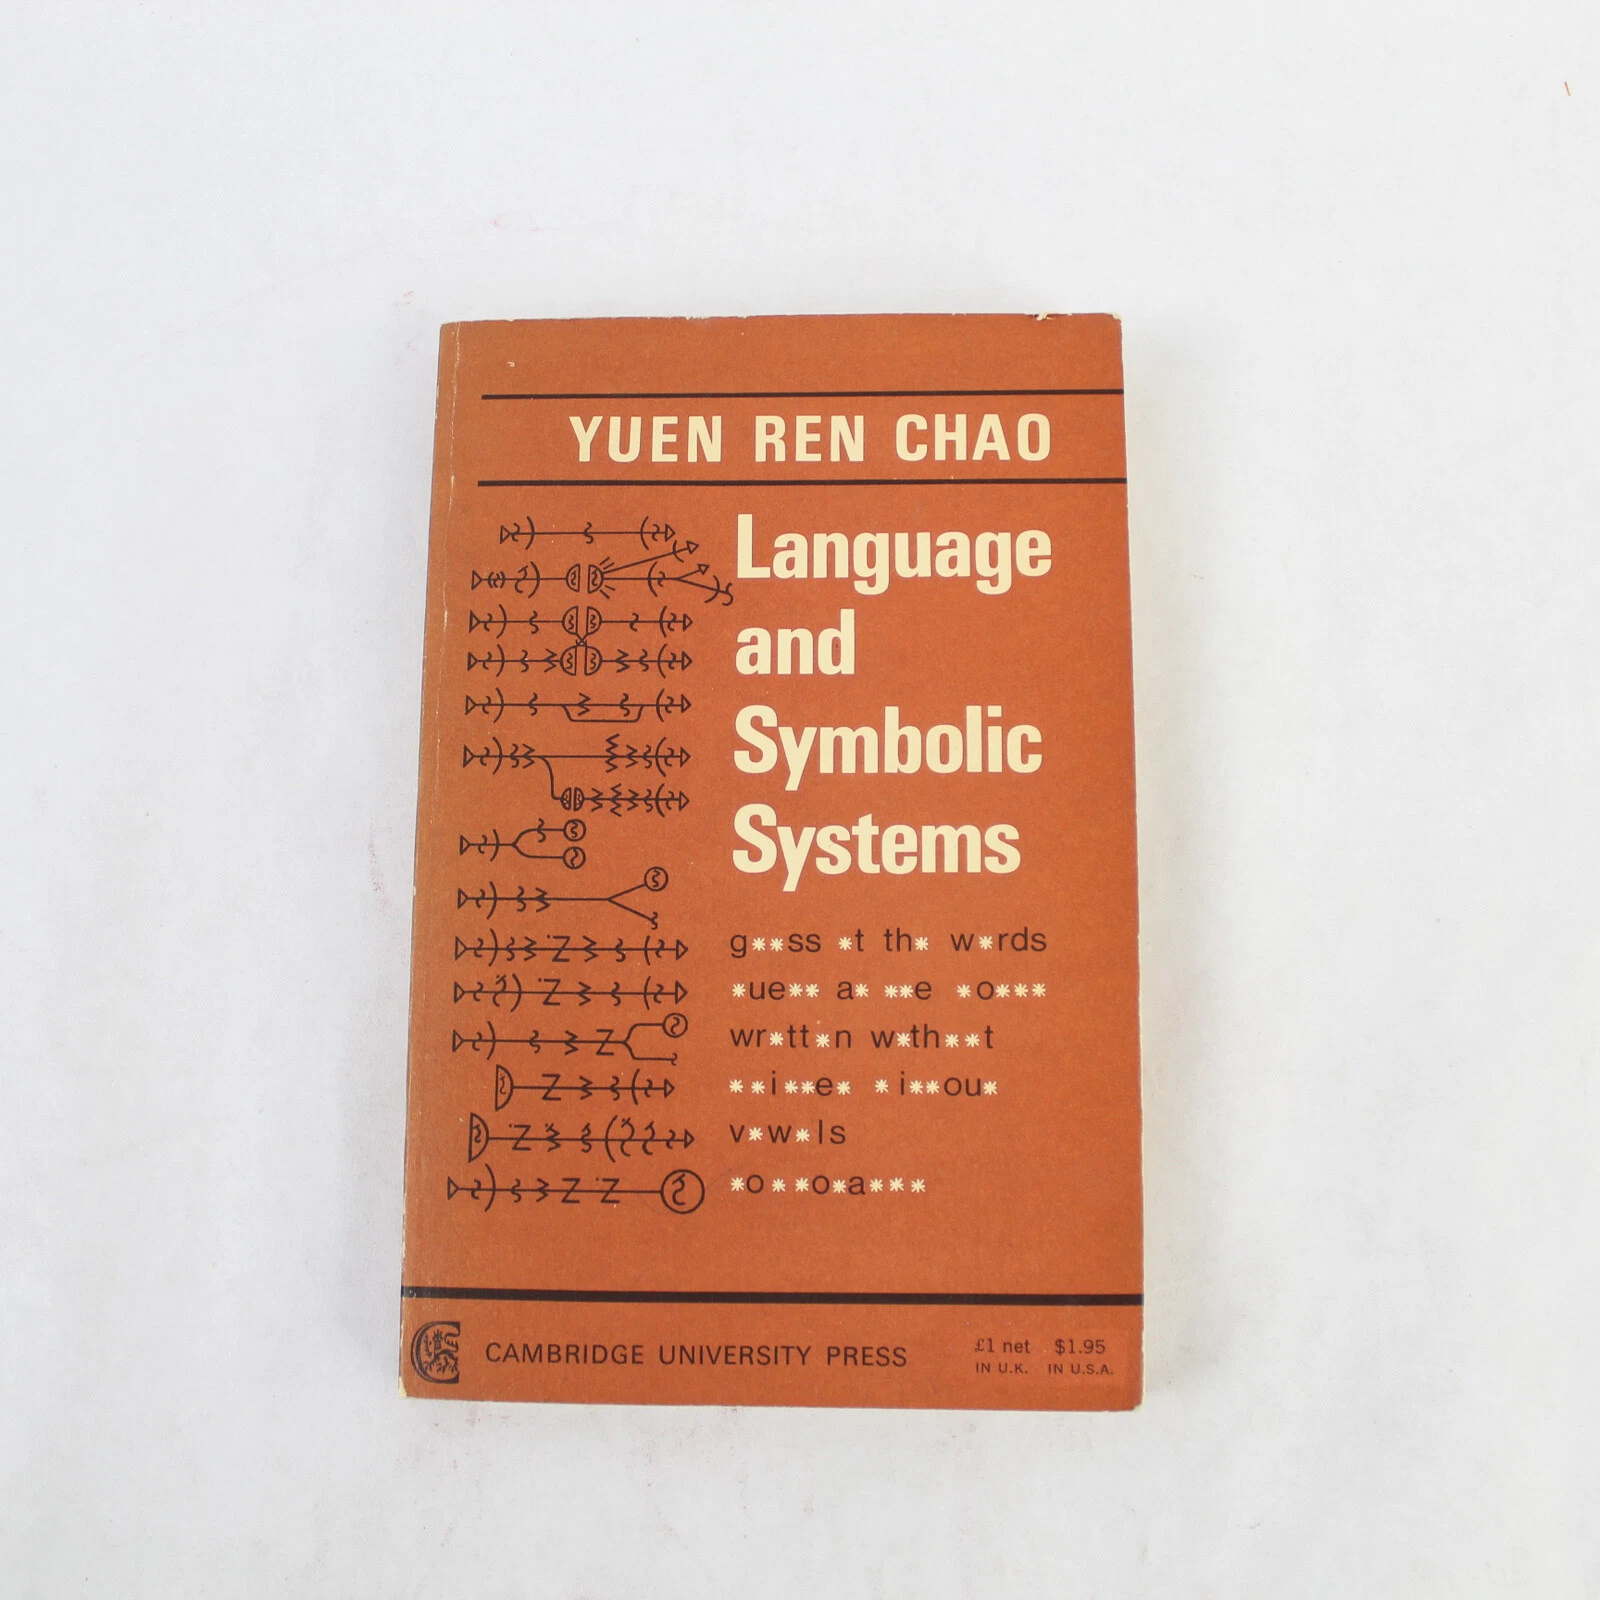 YUEN REN CHAO
Language
and
Symbolic
Systems
g**ss *t th* w*rds
*ue** a* **e *o***
wr*tt*n w*th**t
**i**e* *i**ou*
v*w*ls
*o**o*a***
CAMBRIDGE UNIVERSITY PRESS
£1 net $1.95
IN U.K. IN U.S.A.